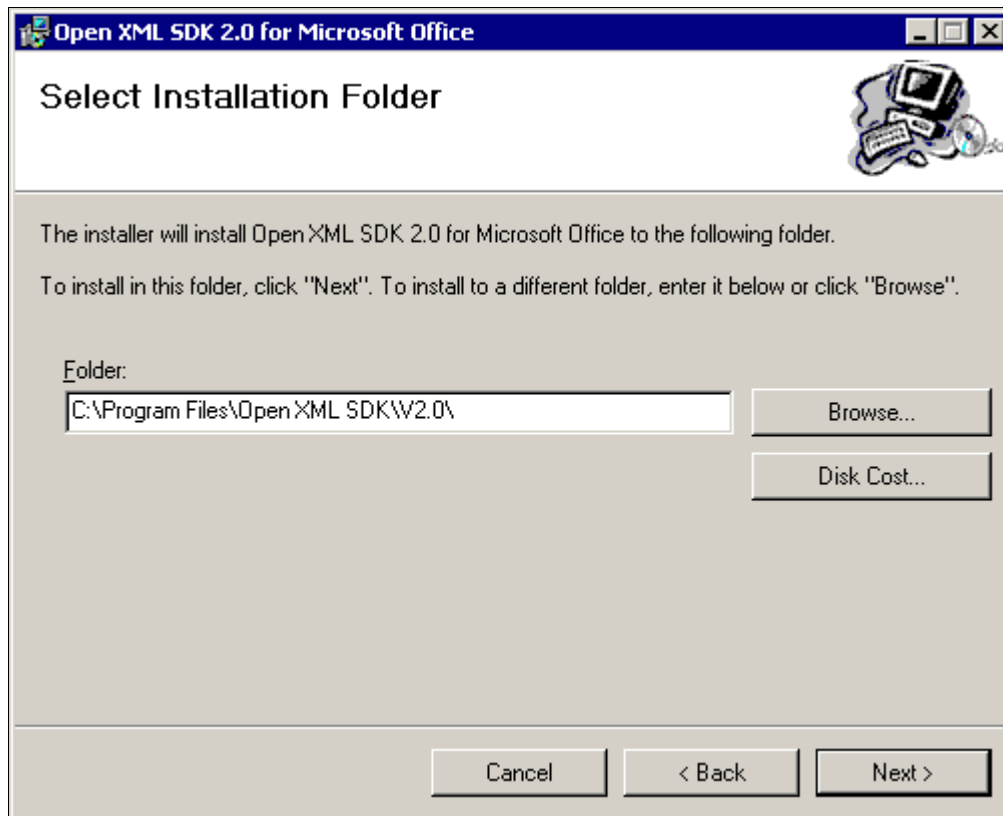 Open XML SDK 2.0 for Microsoft Office
Select Installation Folder
The installer will install Open XML SDK 2.0 for Microsoft Office to the following folder.
To install in this folder, click "Next". To install to a different folder, enter it below or click "Browse".
Folder:
C:\Program Files\Open XML SDK\V2.0\
Browse...
Disk Cost...
Cancel
< Back
Next >